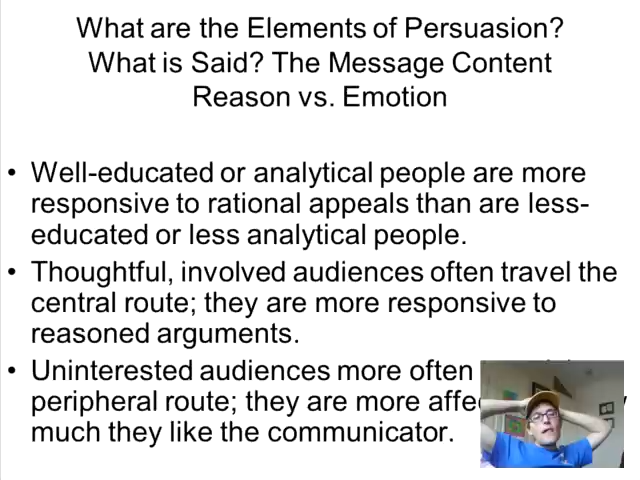 What are the Elements of Persuasion?
What is Said? The Message Content
Reason vs. Emotion
• Well-educated or analytical people are more
responsive to rational appeals than are less-
educated or less analytical people.
• Thoughtful, involved audiences often travel the
central route; they are more responsive to
reasoned arguments.
• Uninterested audiences more often
peripheral route; they are more
much they like the communicator.